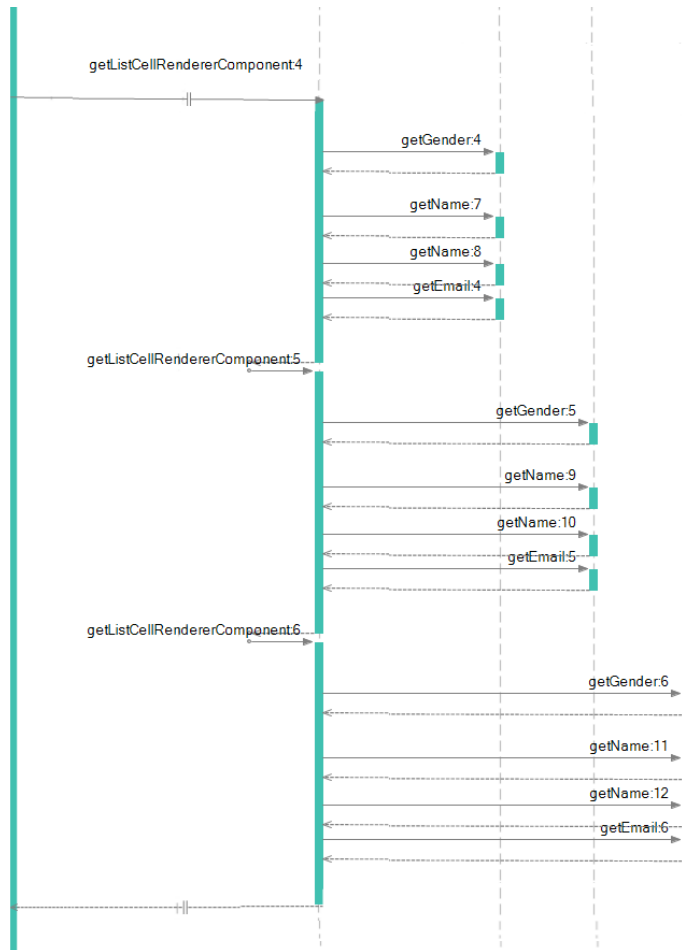 getListCellRendererComponent:4
getGender:4
getName:7
getName:8
getEmail:4
getListCellRendererComponent:5
getGender:5
getName:9
getName:10
getEmail:5
getListCellRendererComponent:6
getGender:6
getName:11
getName:12
getEmail:6